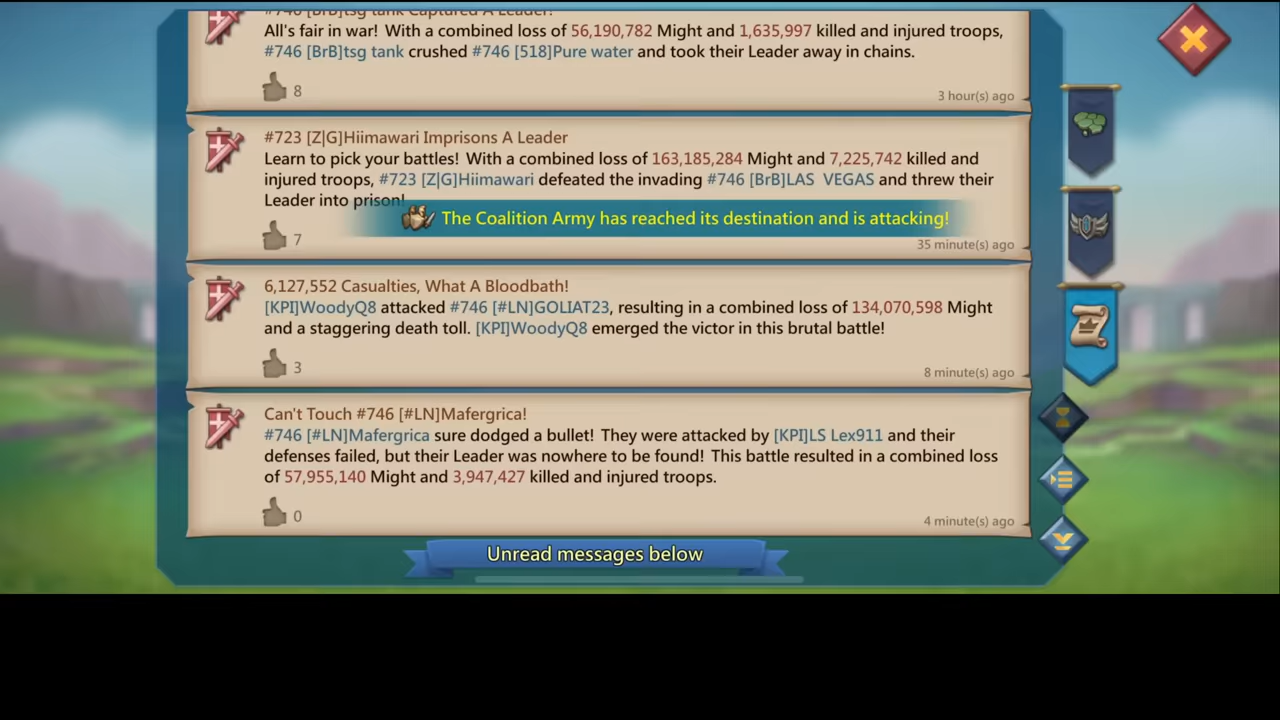 #746 [BrB]tsg tank Captured A Leader!
All's fair in war! With a combined loss of 56,190,782 Might and 1,635,997 killed and injured troops,
#746 [BrB]tsg tank crushed #746 [518]Pure water and took their Leader away in chains.
8
3 hour(s) ago
#723 [Z|G]Hiimawari Imprisons A Leader
Learn to pick your battles! With a combined loss of 163,185,284 Might and 7,225,742 killed and
injured troops, #723 [Z|G]Hiimawari defeated the invading #746 [BrB]LAS VEGAS and threw their
Leader into prison!
The Coalition Army has reached its destination and is attacking!
7
35 minute(s) ago
6,127,552 Casualties, What A Bloodbath!
[KPI]WoodyQ8 attacked #746 [#LN]GOLIAT23, resulting in a combined loss of 134,070,598 Might
and a staggering death toll. [KPI]WoodyQ8 emerged the victor in this brutal battle!
3
8 minute(s) ago
Can't Touch #746 [#LN]Mafergrica!
#746 [#LN]Mafergrica sure dodged a bullet! They were attacked by [KPI]LS Lex911 and their
defenses failed, but their Leader was nowhere to be found! This battle resulted in a combined loss
of 57,955,140 Might and 3,947,427 killed and injured troops.
0
4 minute(s) ago
Unread messages below